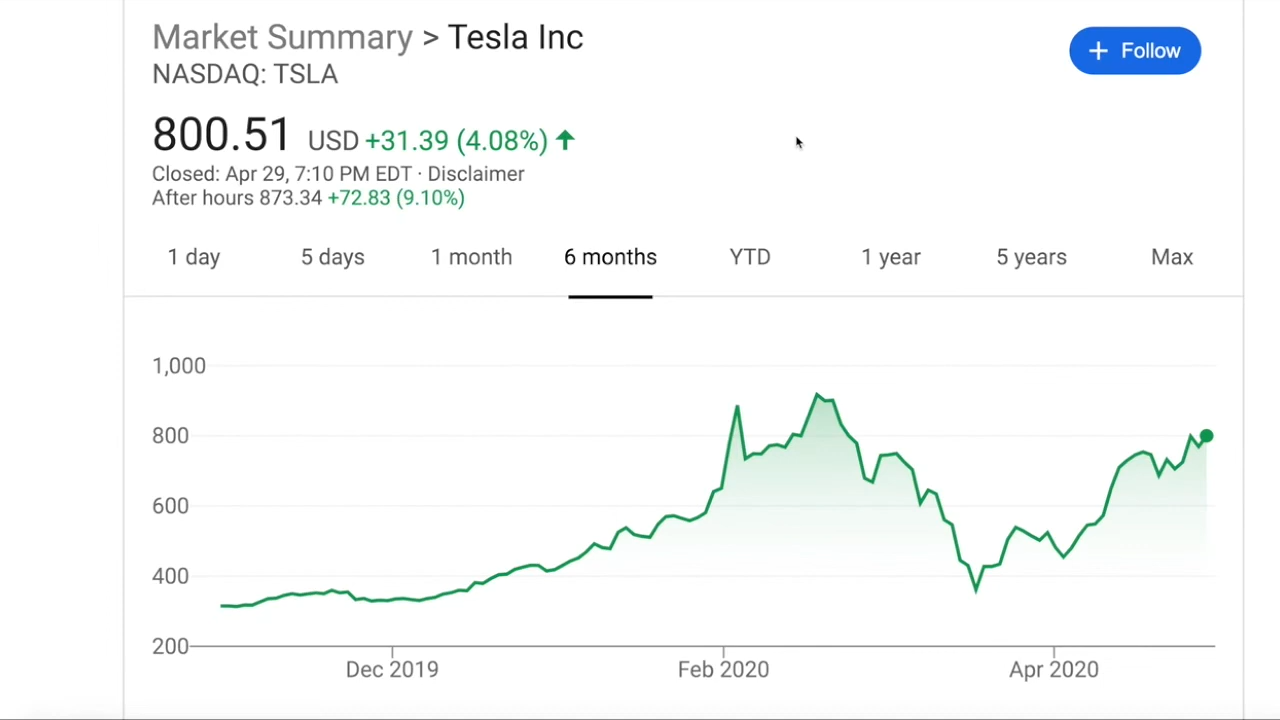 Market Summary > Tesla Inc
NASDAQ: TSLA
+ Follow
800.51 USD +31.39 (4.08%) ↑
Closed: Apr 29, 7:10 PM EDT · Disclaimer
After hours 873.34 +72.83 (9.10%)
1 day 5 days 1 month 6 months YTD 1 year 5 years Max
1,000
800
600
400
200
Dec 2019 Feb 2020 Apr 2020